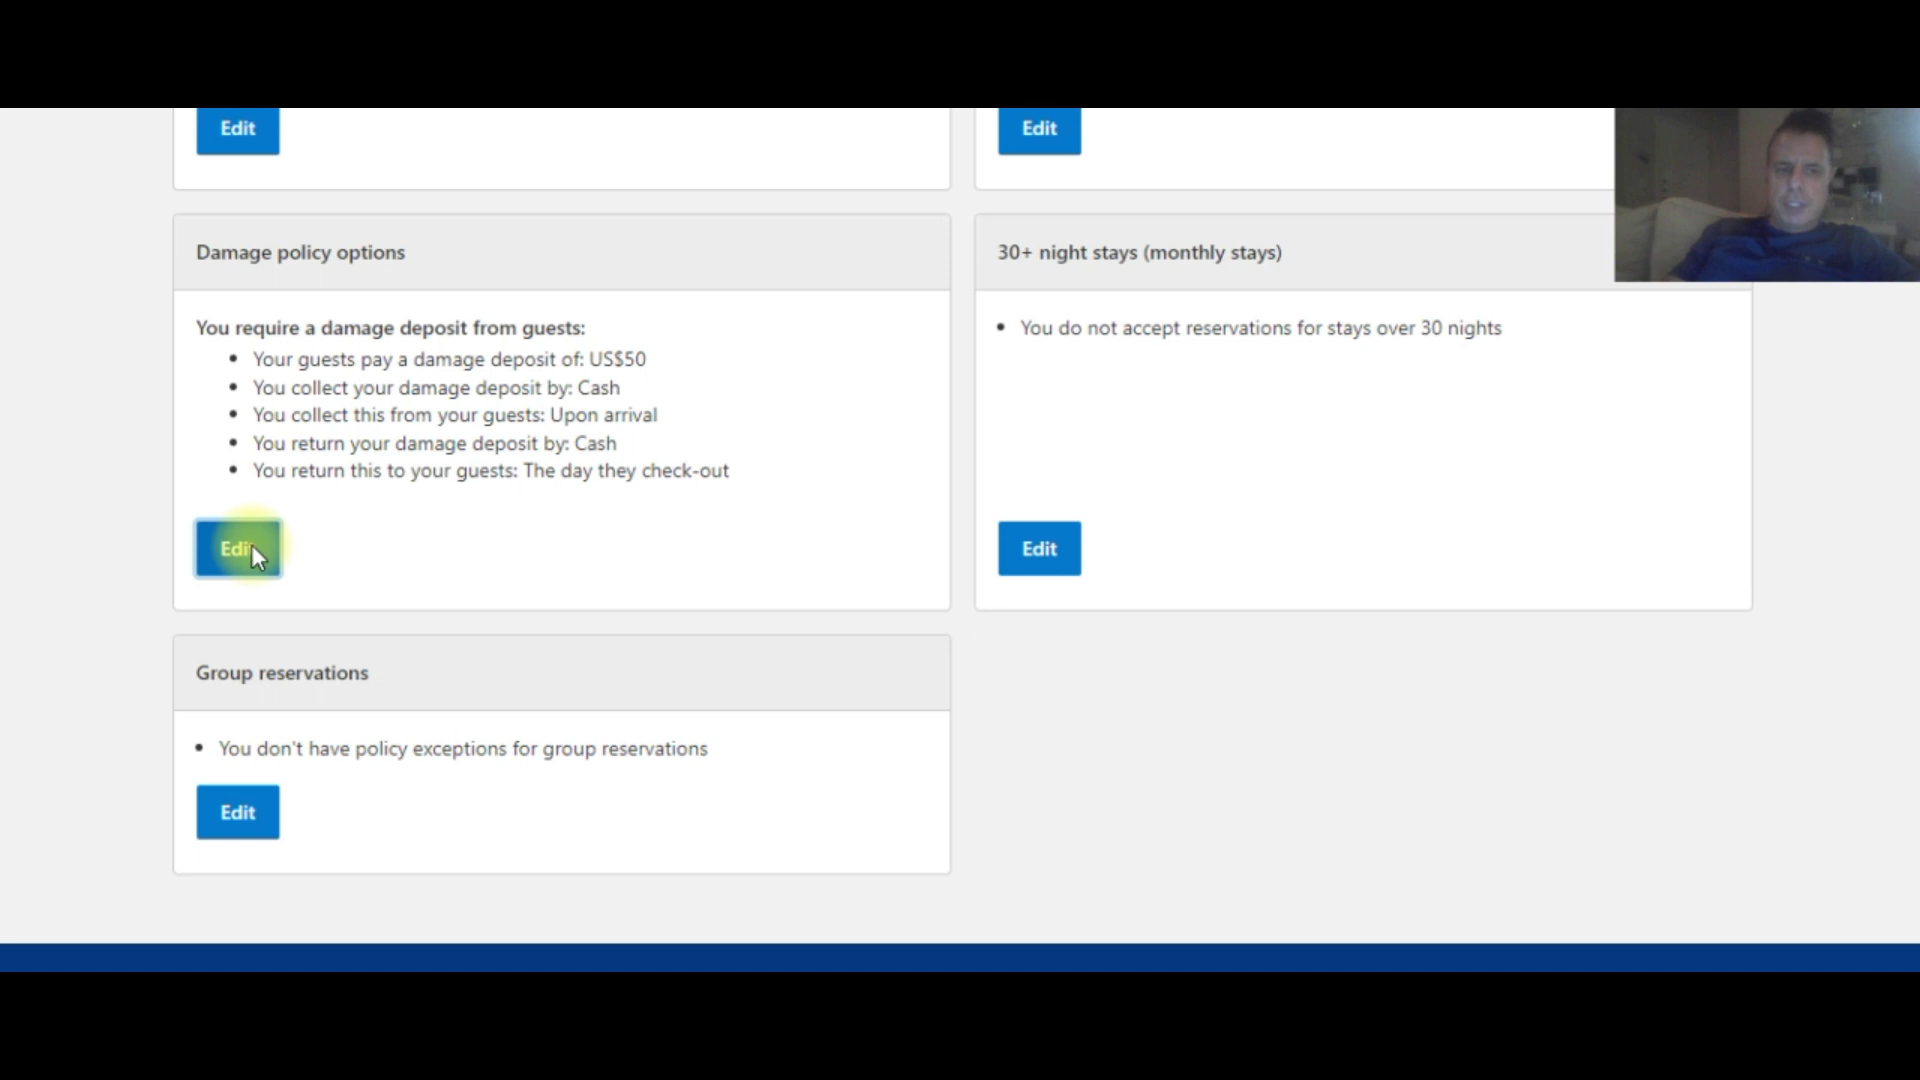 Edit
Edit
Damage policy options
You require a damage deposit from guests:
• Your guests pay a damage deposit of: US$50
• You collect your damage deposit by: Cash
• You collect this from your guests: Upon arrival
• You return your damage deposit by: Cash
• You return this to your guests: The day they check-out
Edit
30+ night stays (monthly stays)
• You do not accept reservations for stays over 30 nights
Edit
Group reservations
• You don't have policy exceptions for group reservations
Edit